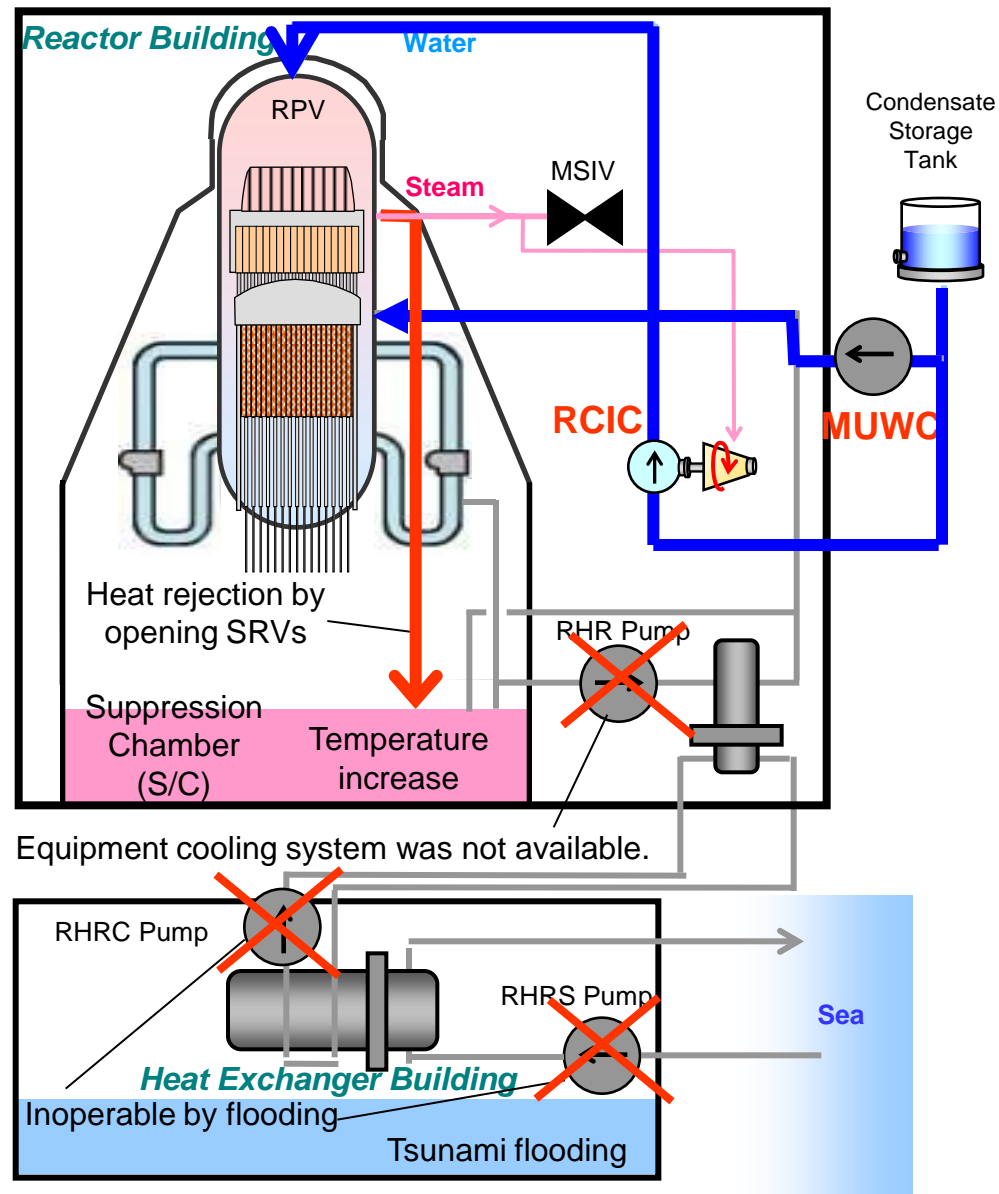 Reactor Building
Water
RPV
Condensate
Storage
Tank
MSIV
Steam
RCIC
MUWC
Heat rejection by
opening SRVs
RHR Pump
Suppression
Chamber
(S/C)
Temperature
increase
Equipment cooling system was not available.
RHRC Pump
RHRS Pump
Sea
Heat Exchanger Building
Inoperable by flooding
Tsunami flooding